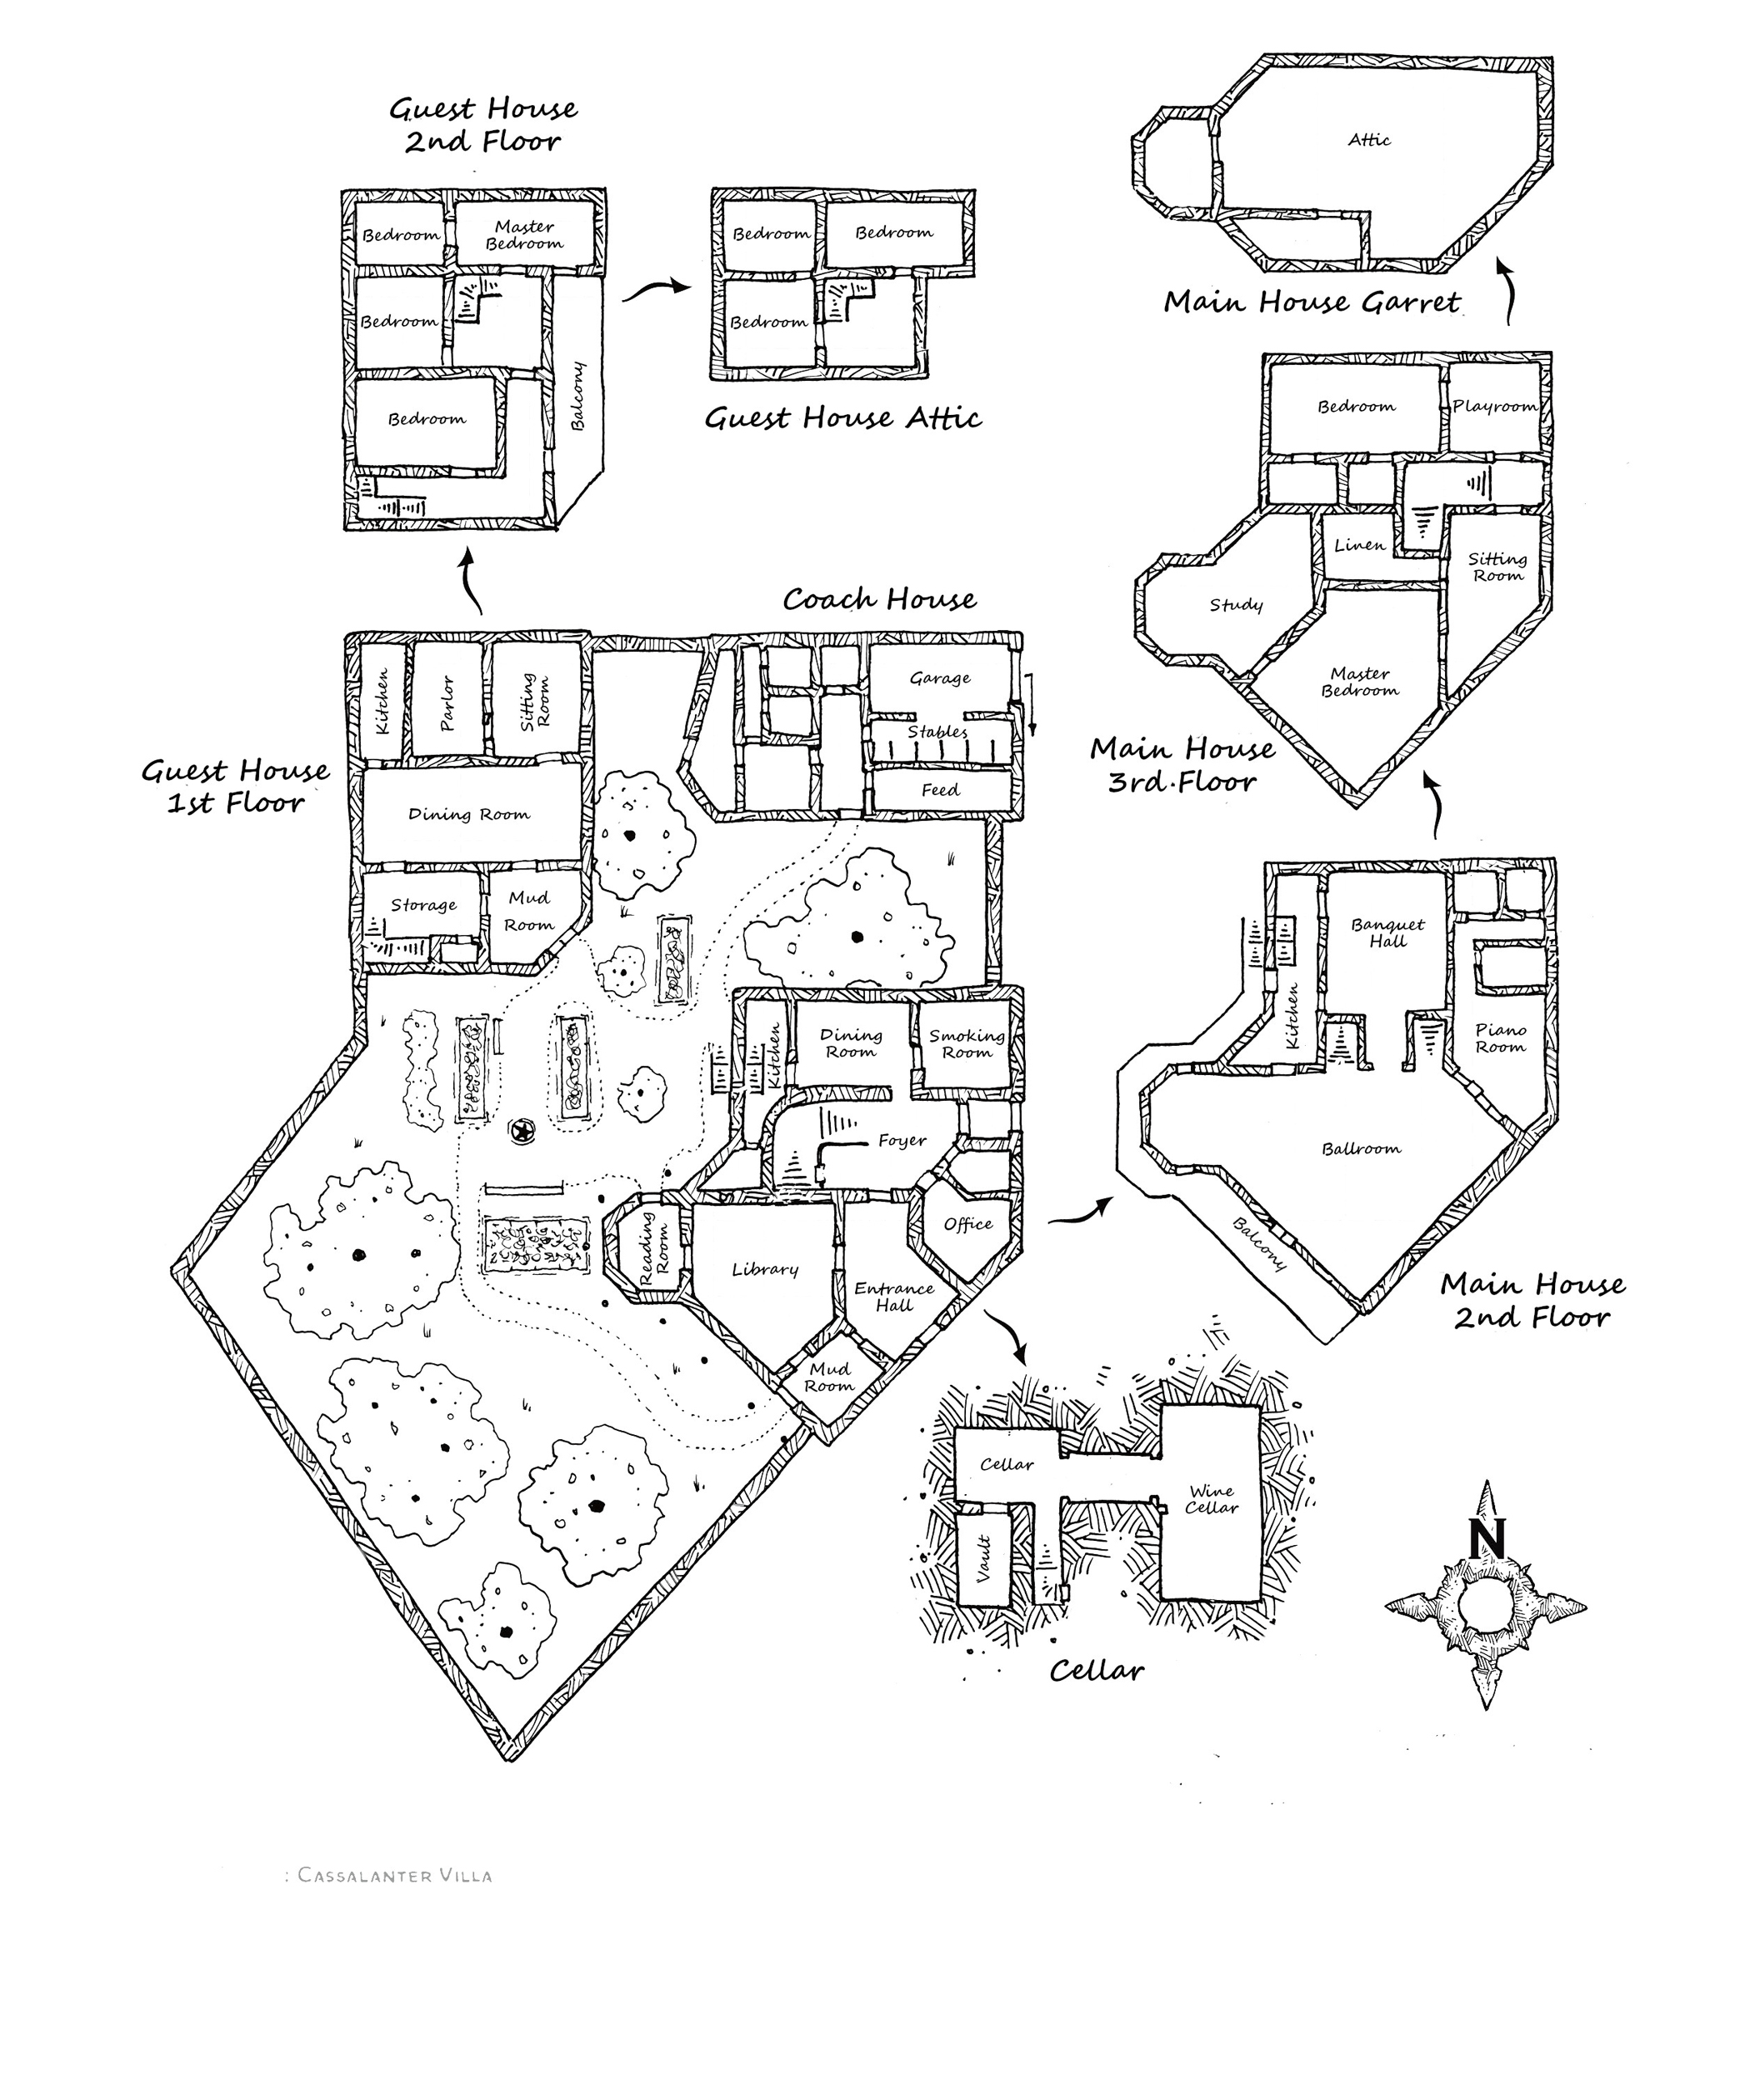 Guest House
2nd Floor
Bedroom
Master
Bedroom
Bedroom
Bedroom
Balcony
Bedroom
Bedroom
Bedroom
Guest House Attic
Attic
Main House Garret
Bedroom
Playroom
Linen
Sitting
Room
Study
Master
Bedroom
Main House
3rd Floor
Coach House
Garage
Stables
Feed
Guest House
1st Floor
Kitchen
Parlor
Sitting
Room
Dining Room
Storage
Mud
Room
Kitchen
Dining
Room
Smoking
Room
Foyer
Reading
Room
Library
Office
Entrance
Hall
Mud
Room
Banquet
Hall
Kitchen
Piano
Room
Ballroom
Balcony
Main House
2nd Floor
Cellar
Wine
Cellar
Vault
Cellar
N
: Cassalanter Villa